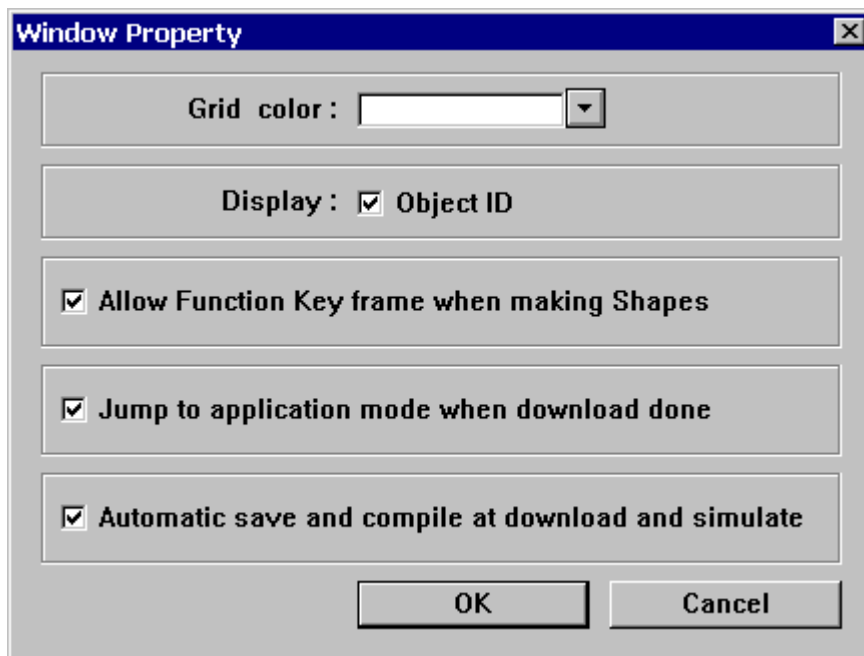 Window Property
Grid color :
Display : Object ID
Allow Function Key frame when making Shapes
Jump to application mode when download done
Automatic save and compile at download and simulate
OK Cancel